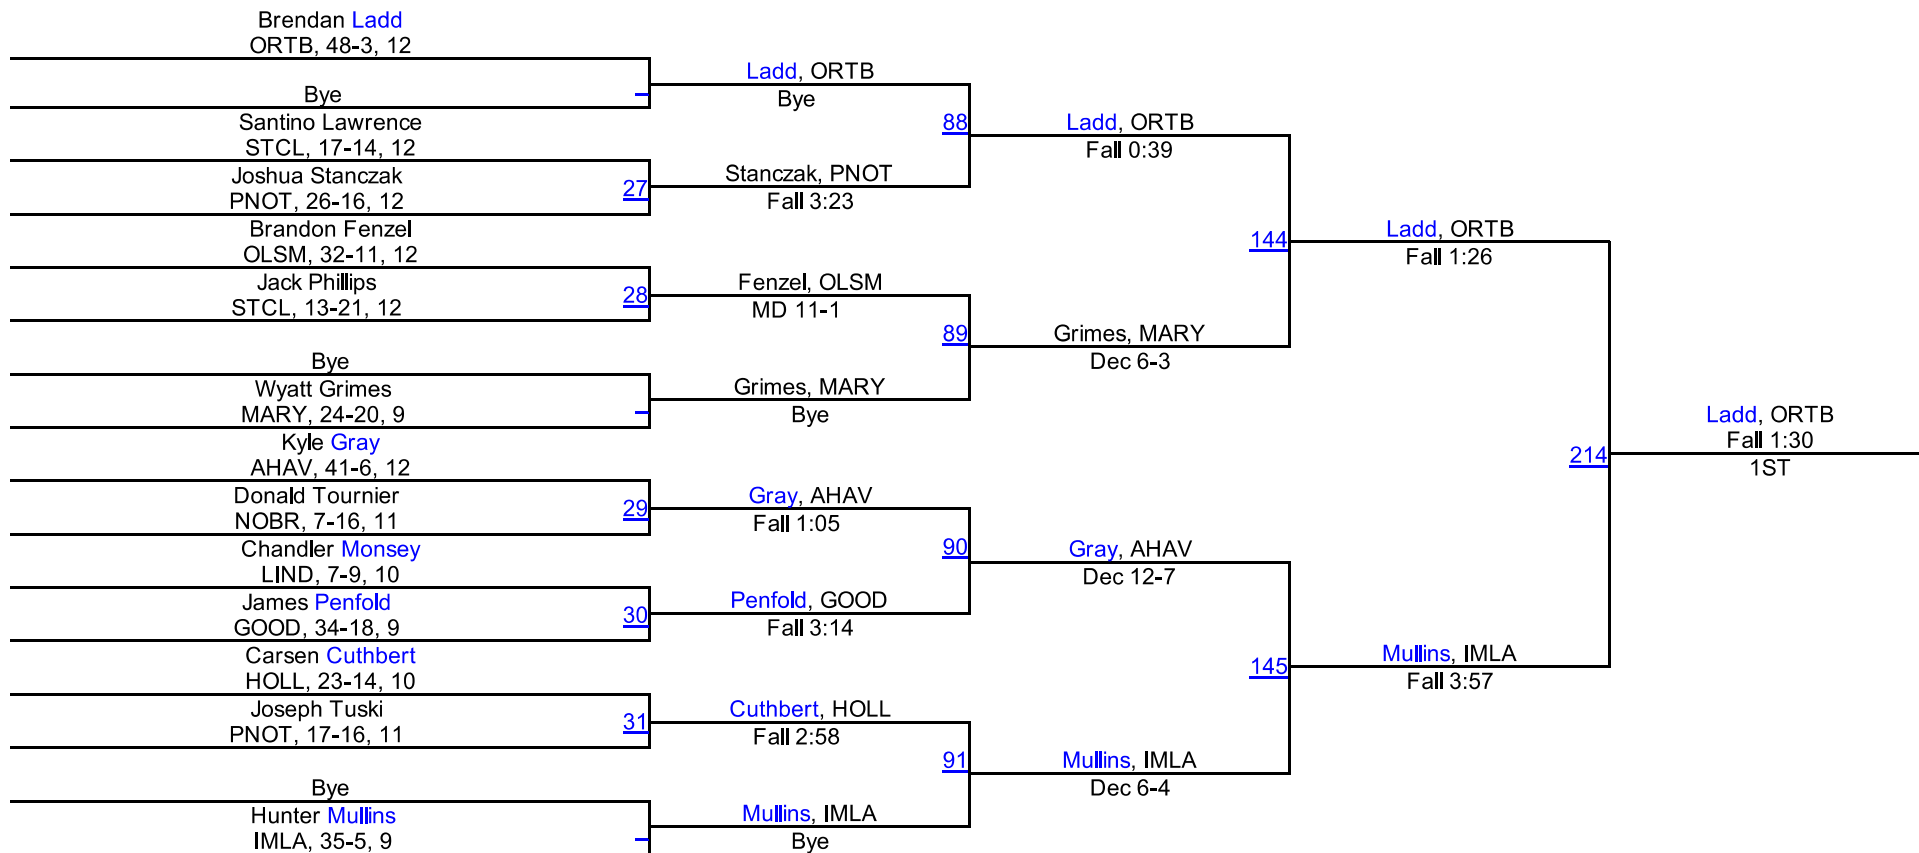 Brendan Ladd
ORTB, 48-3, 12
Bye
Santino Lawrence
STCL, 17-14, 12
Joshua Stanczak
PNOT, 26-16, 12
27
Brandon Fenzel
OLSM, 32-11, 12
Jack Phillips
STCL, 13-21, 12
28
Bye
Wyatt Grimes
MARY, 24-20, 9
Kyle Gray
AHAV, 41-6, 12
Donald Tournier
NOBR, 7-16, 11
29
Chandler Monsey
LIND, 7-9, 10
James Penfold
GOOD, 34-18, 9
30
Carsen Cuthbert
HOLL, 23-14, 10
Joseph Tuski
PNOT, 17-16, 11
31
Bye
Hunter Mullins
IMLA, 35-5, 9
Ladd, ORTB
Bye
88
Stanczak, PNOT
Fall 3:23
Fenzel, OLSM
MD 11-1
89
Grimes, MARY
Bye
Gray, AHAV
Fall 1:05
90
Penfold, GOOD
Fall 3:14
Cuthbert, HOLL
Fall 2:58
91
Mullins, IMLA
Bye
Ladd, ORTB
Fall 0:39
144
Grimes, MARY
Dec 6-3
Gray, AHAV
Dec 12-7
145
Mullins, IMLA
Dec 6-4
Ladd, ORTB
Fall 1:26
214
Mullins, IMLA
Fall 3:57
Ladd, ORTB
Fall 1:30
1ST